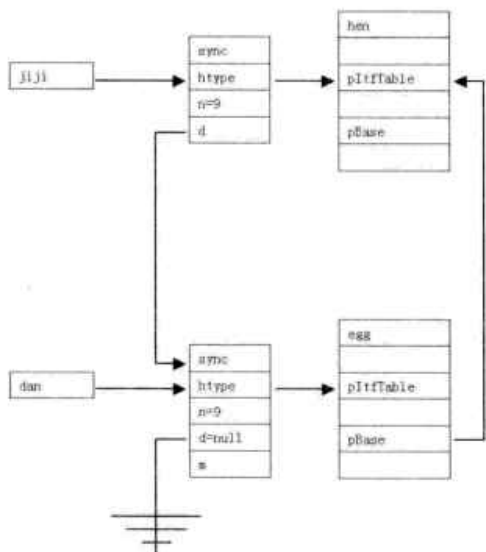 hen
sync
jiji
htype
pItfTable
n=9
d
pBase
egg
sync
dan
htype
pItfTable
n=9
d=null
pBase
m